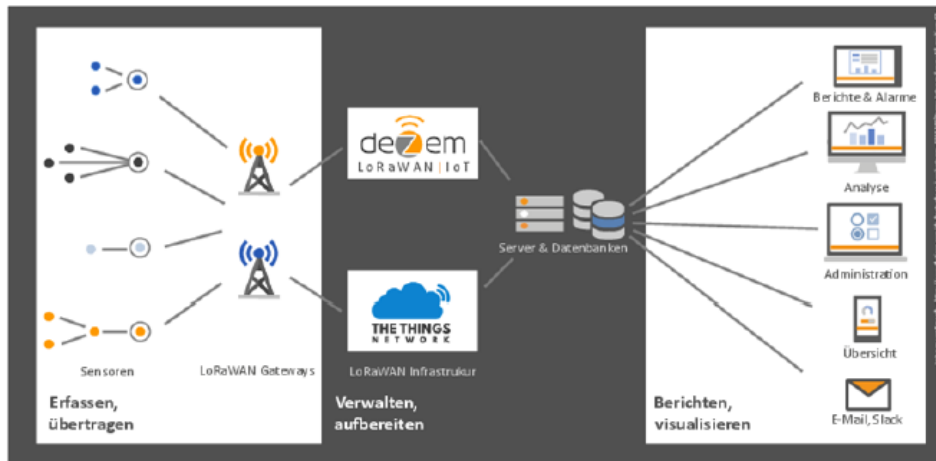 Sensoren
Erfassen,
übertragen
LoRaWAN Gateways
deZem
LoRaWAN|IoT
THE THINGS
NETWORK
LoRaWAN Infrastrukur
Verwalten,
aufbereiten
Server & Datenbanken
Berichte & Alarme
Analyse
Administration
Übersicht
E-Mail, Slack
Berichten,
visualisieren